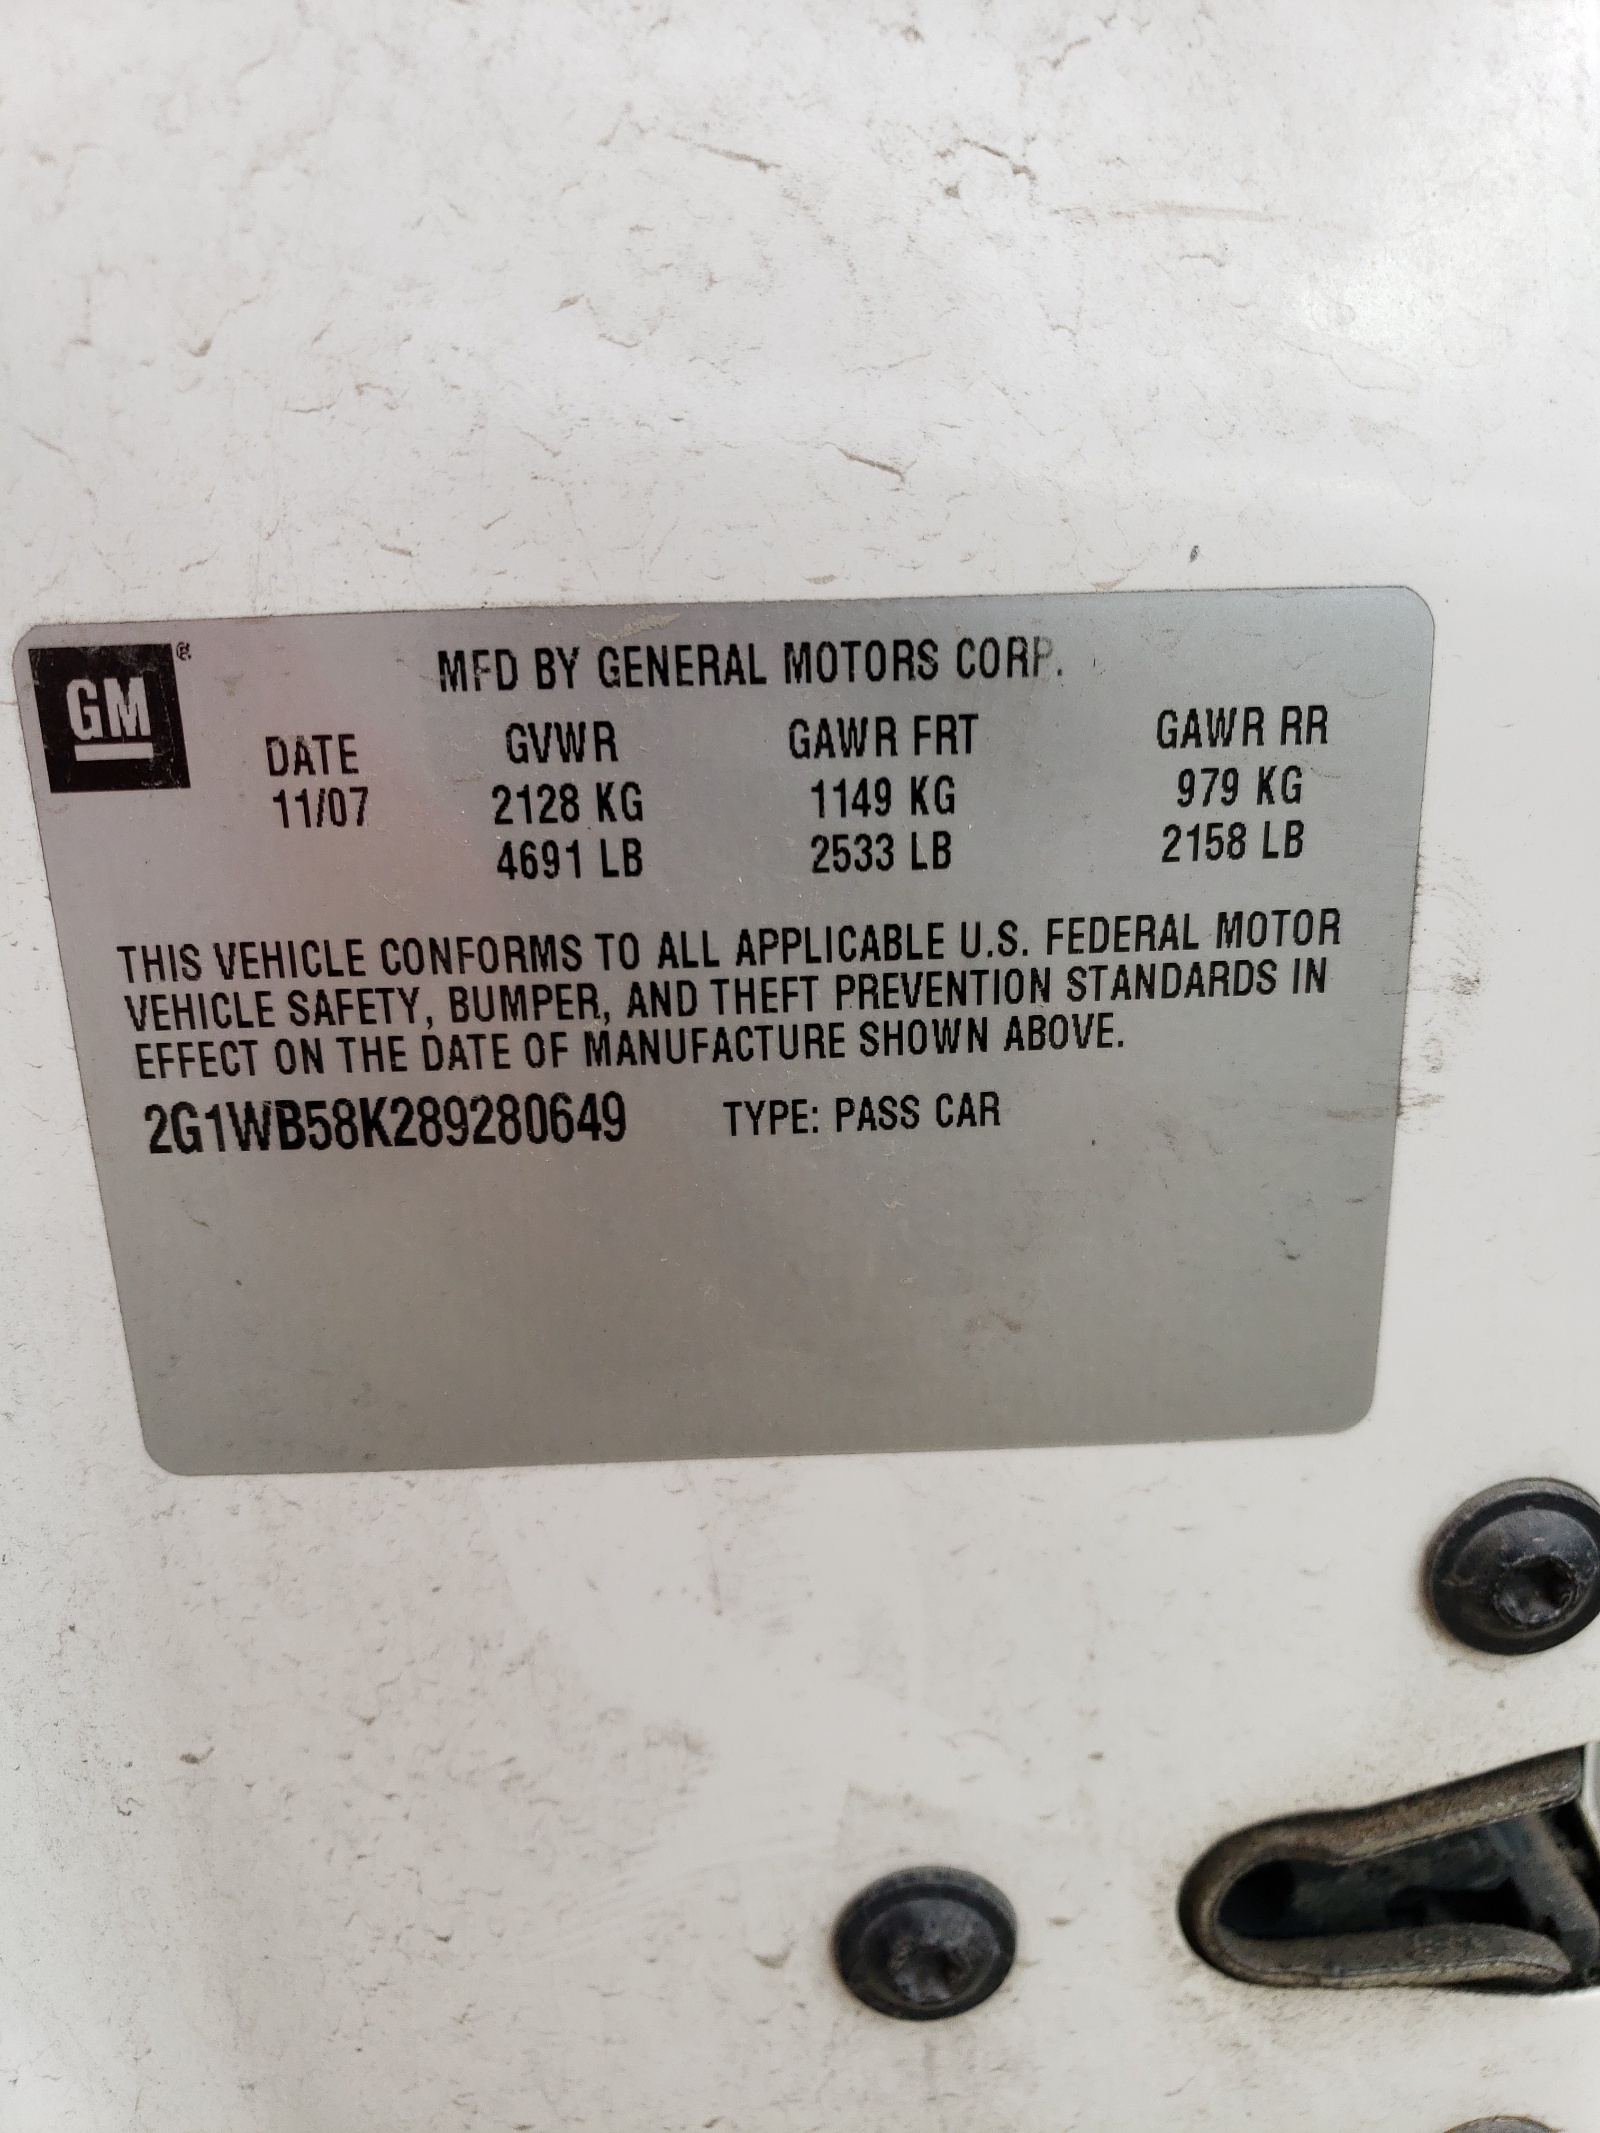 GM®
MFD BY GENERAL MOTORS CORP.
DATE GVWR GAWR FRT GAWR RR
11/07 2128 KG 1149 KG 979 KG
4691 LB 2533 LB 2158 LB
THIS VEHICLE CONFORMS TO ALL APPLICABLE U.S. FEDERAL MOTOR
VEHICLE SAFETY, BUMPER, AND THEFT PREVENTION STANDARDS IN
EFFECT ON THE DATE OF MANUFACTURE SHOWN ABOVE.
2G1WB58K289280649 TYPE: PASS CAR